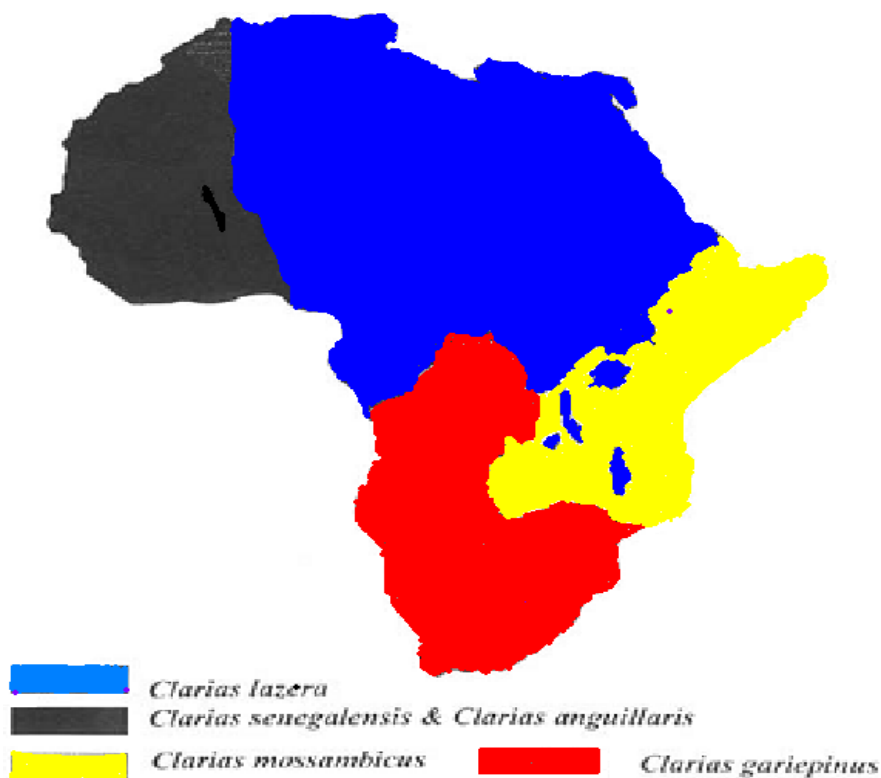 Clarias lazera
Clarias senegalensis & Clarias anguillaris
Clarias mossambicus
Clarias gariepinus